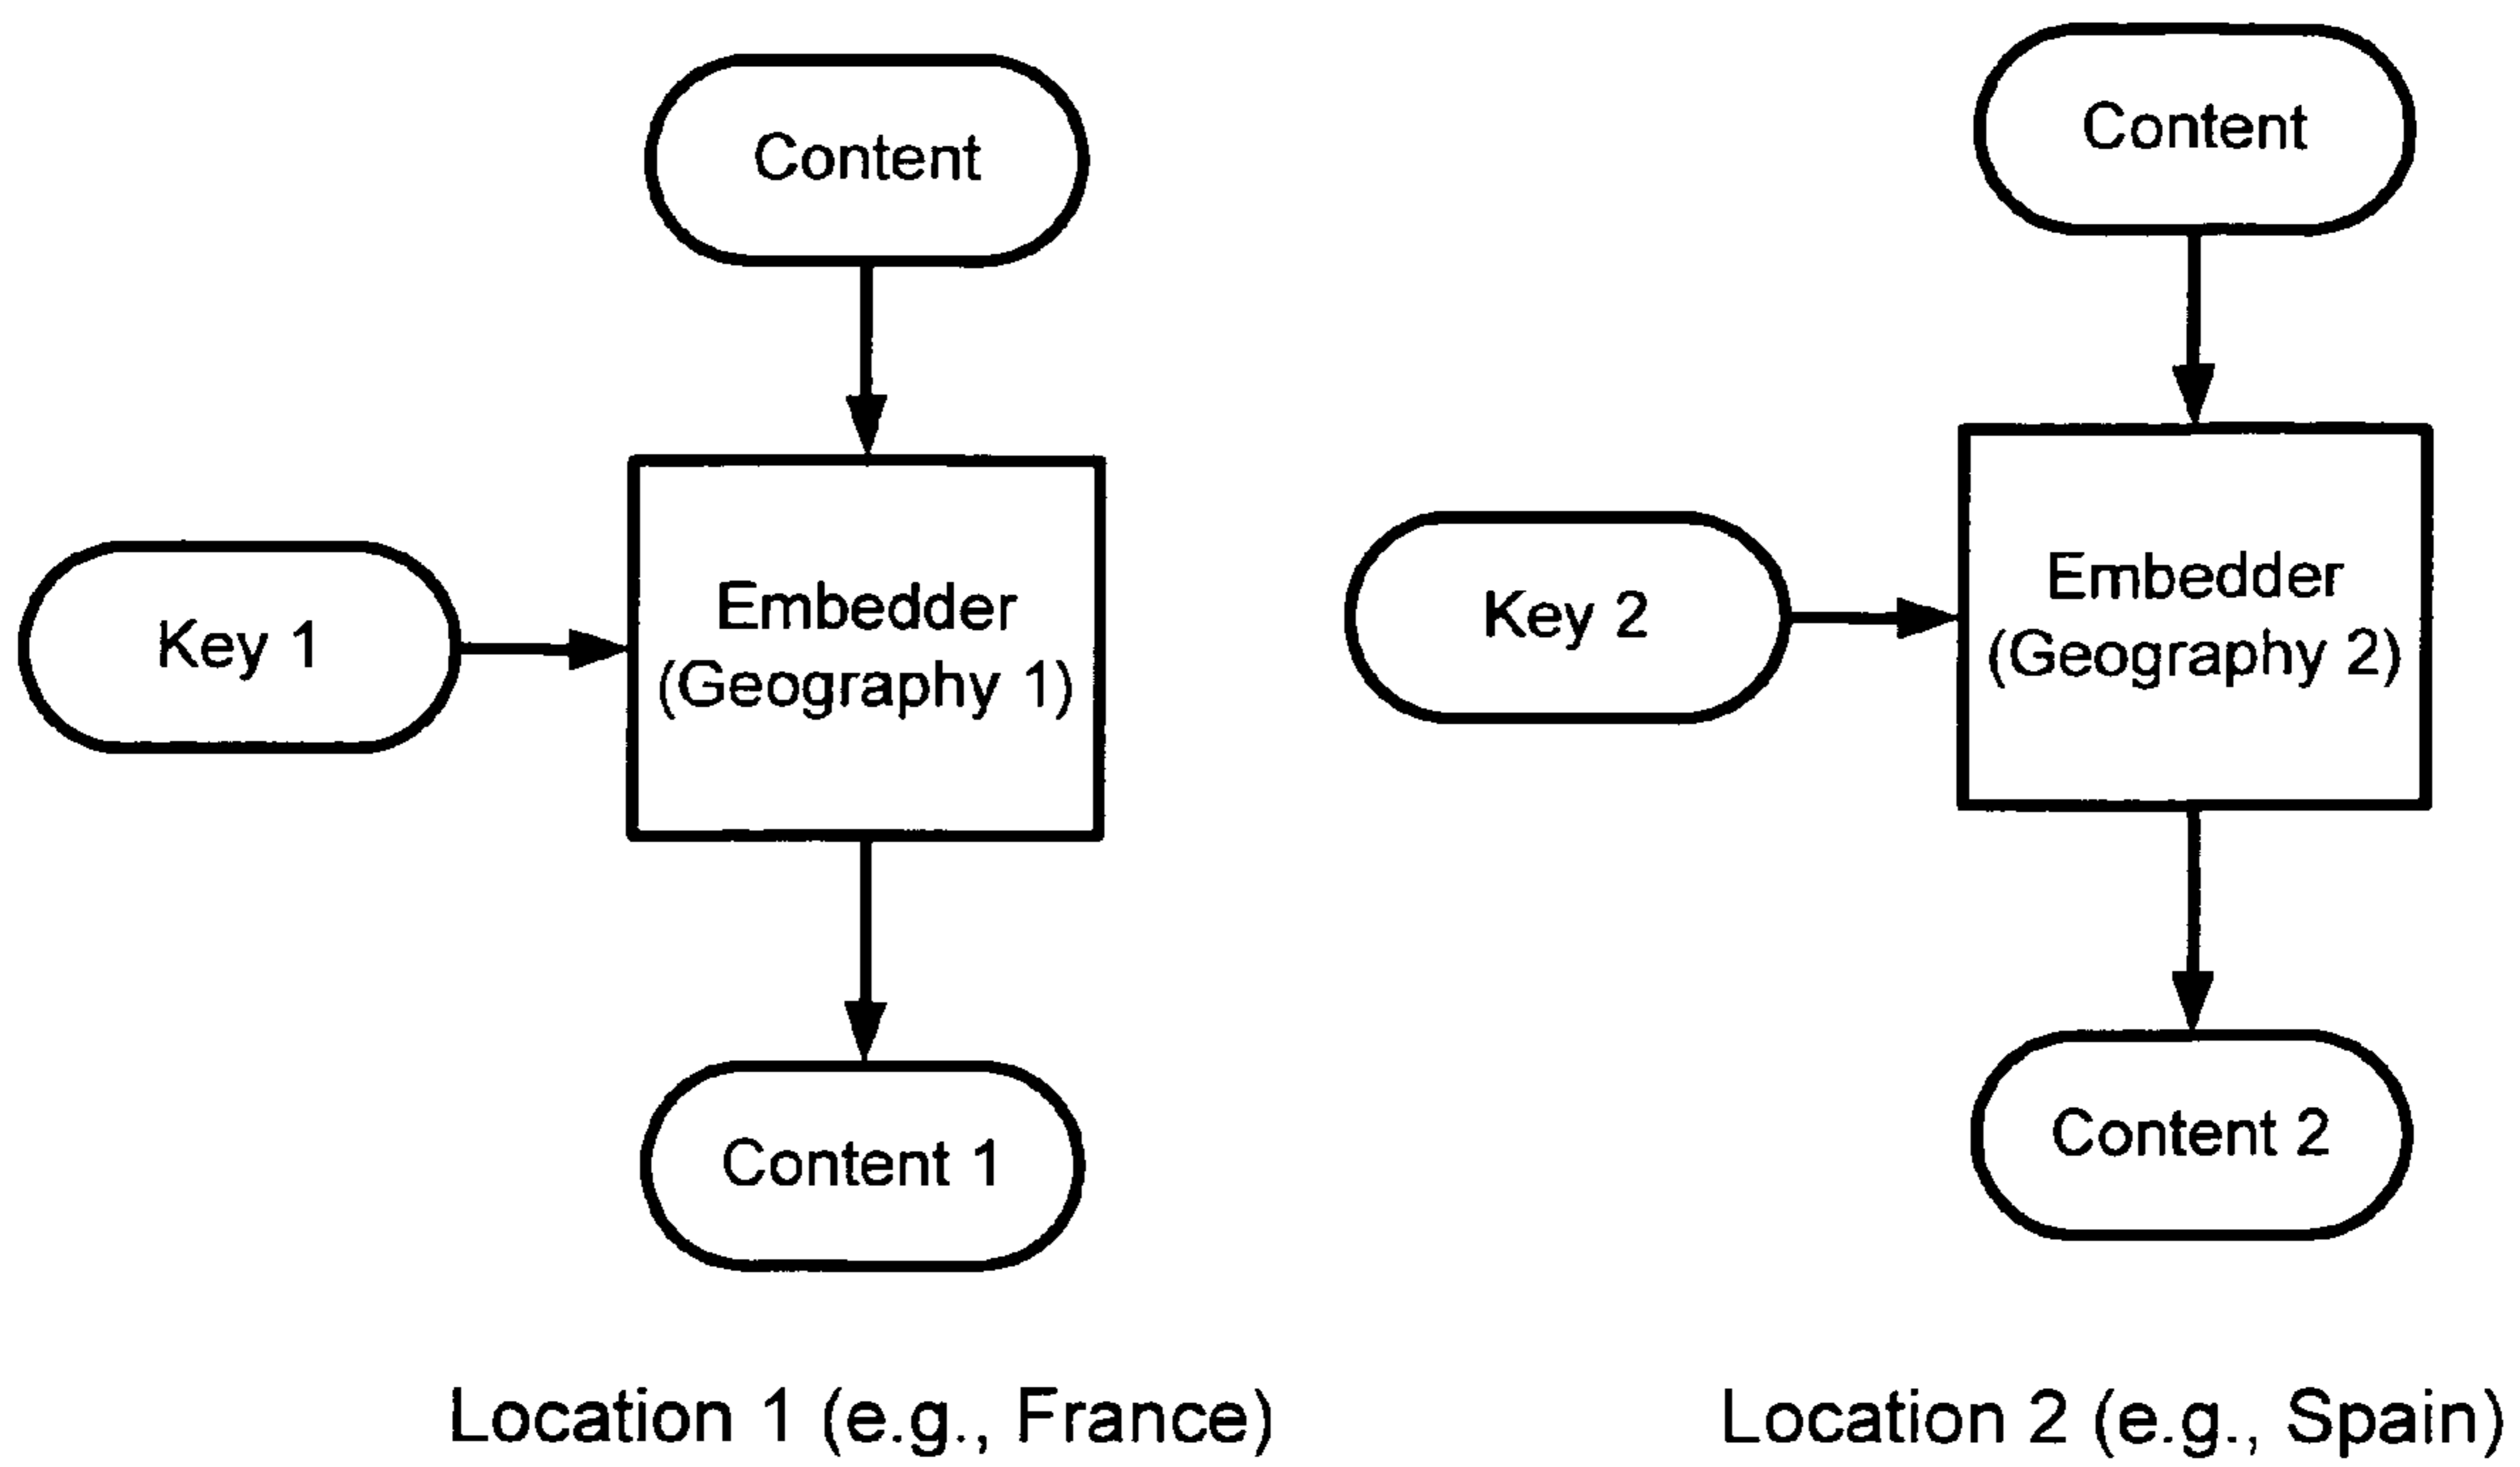 Content
Key 1
Embedder
(Geography 1)
Content 1
Location 1 (e.g., France)
Content
Key 2
Embedder
(Geography 2)
Content 2
Location 2 (e.g., Spain)